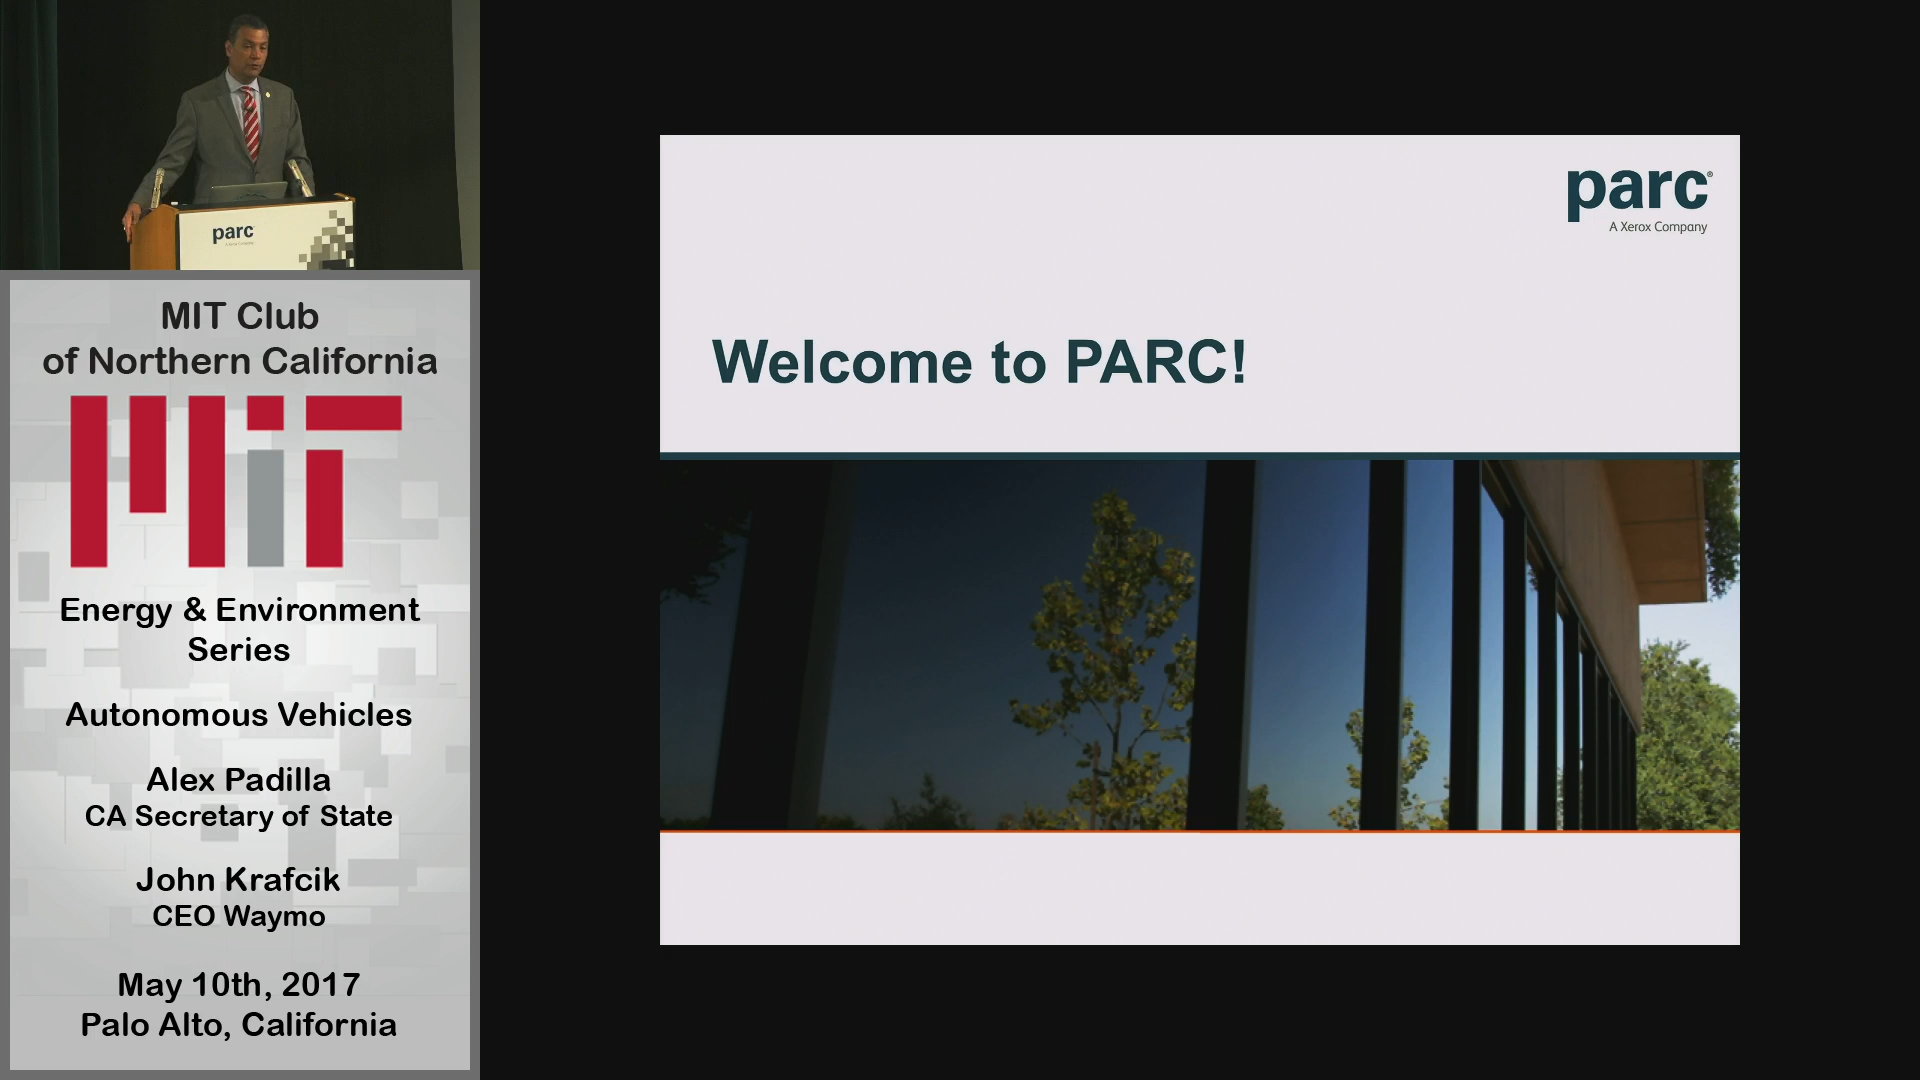 parc
MIT Club
of Northern California
MIT
Energy & Environment
Series
Autonomous Vehicles
Alex Padilla
CA Secretary of State
John Krafcik
CEO Waymo
May 10th, 2017
Palo Alto, California
parc®
A Xerox Company
Welcome to PARC!